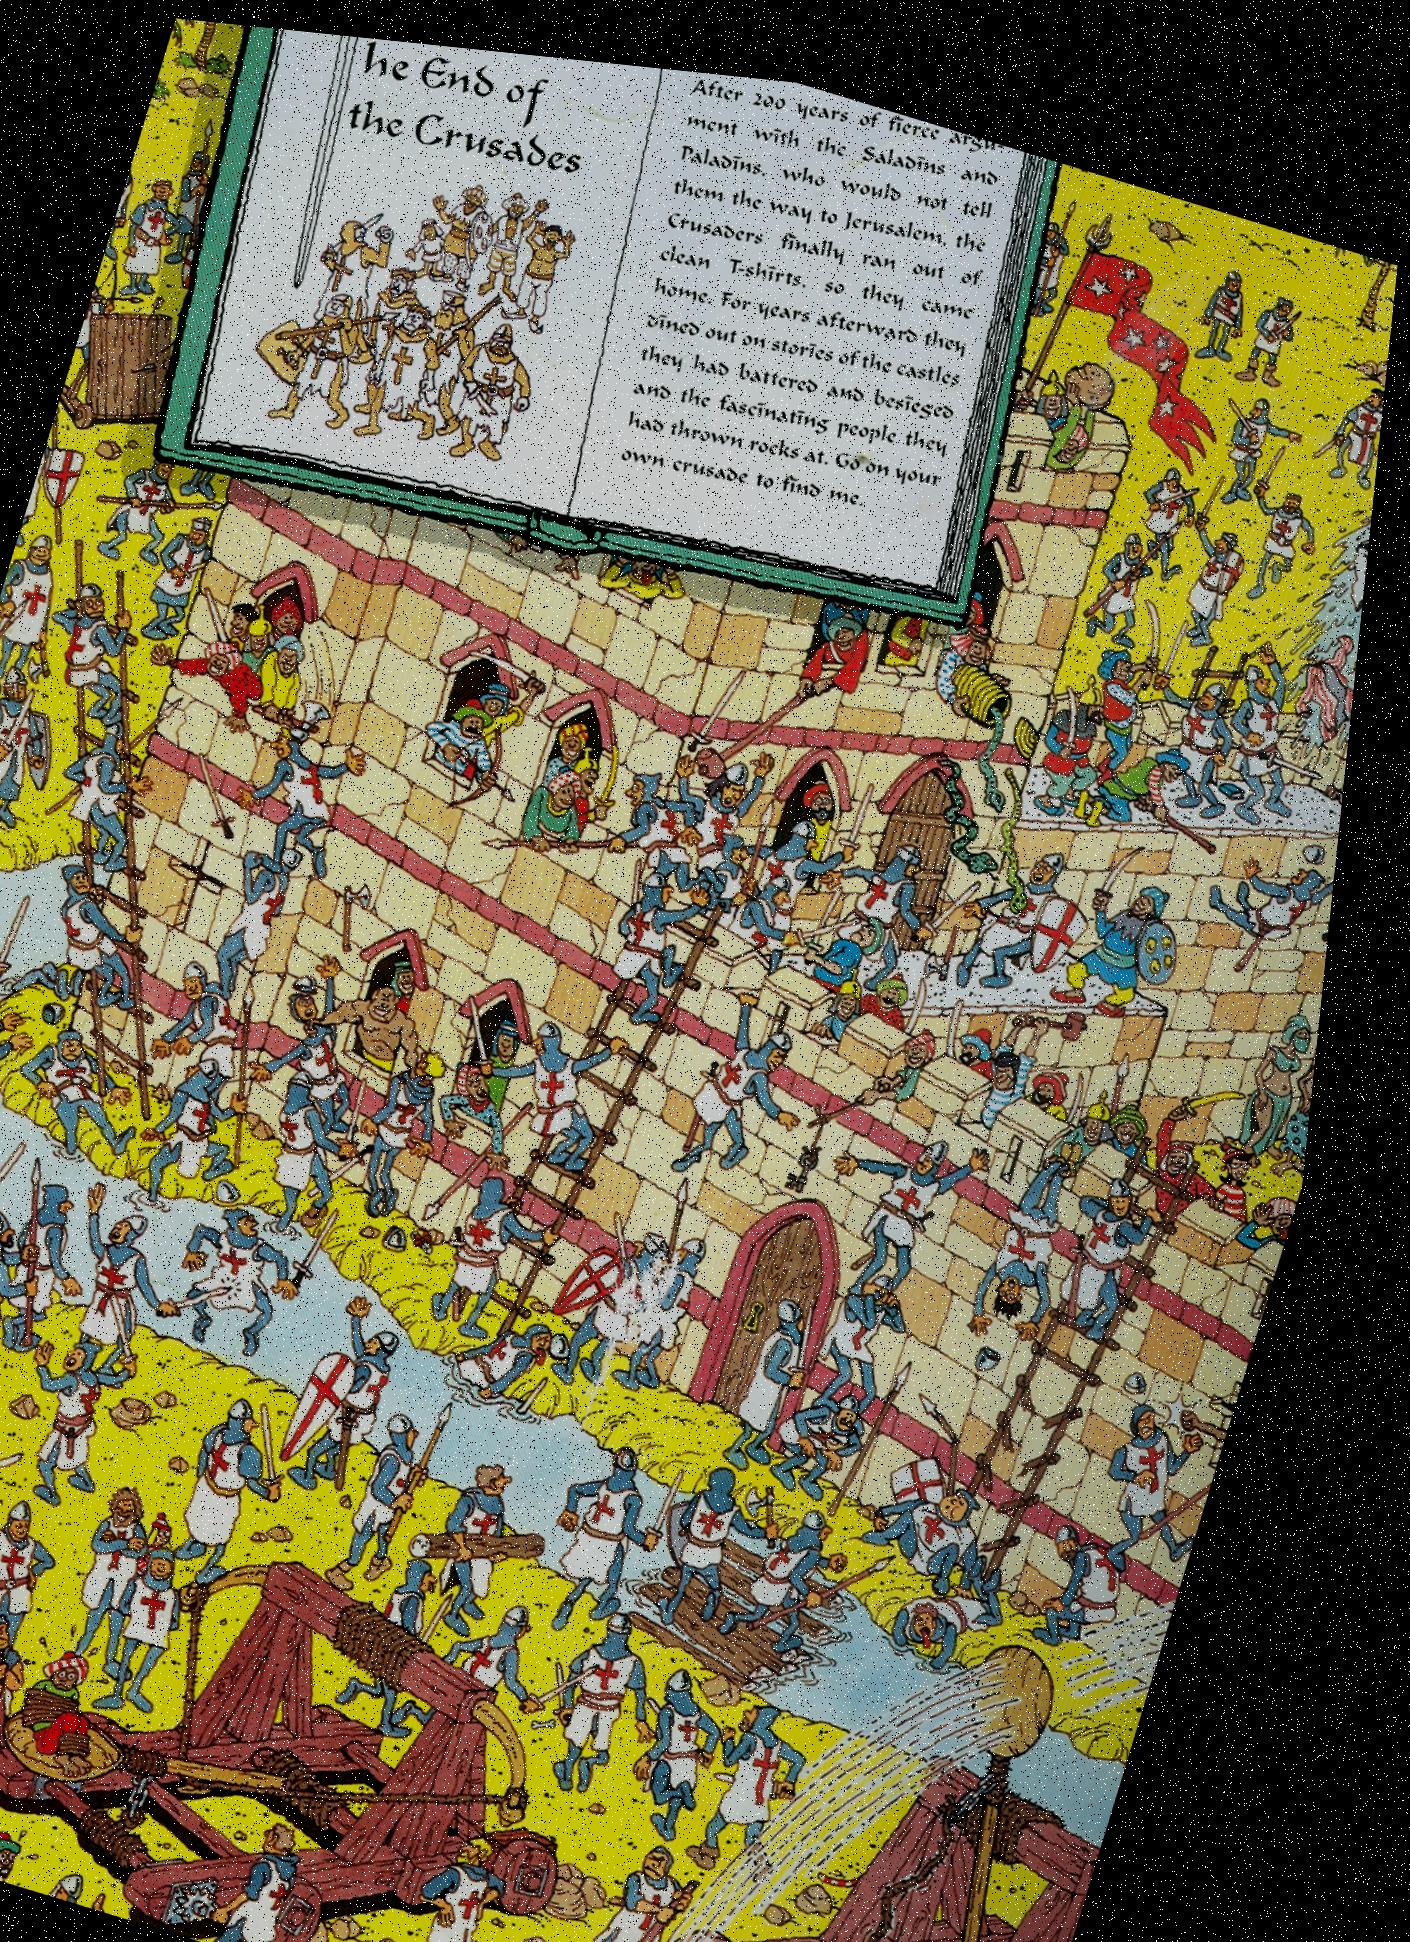 he End of
the Crusades
After 200 years of fierce argu-
ment with the Saladins and
Paladins, who would not tell
them the way to Jerusalem, the
Crusaders finally ran out of
clean T-shirts, so they came
home. For years afterward they
dined out on stories of the castles
they had battered and besieged
and the fascinating people they
had thrown rocks at. Go on your
own crusade to find me.